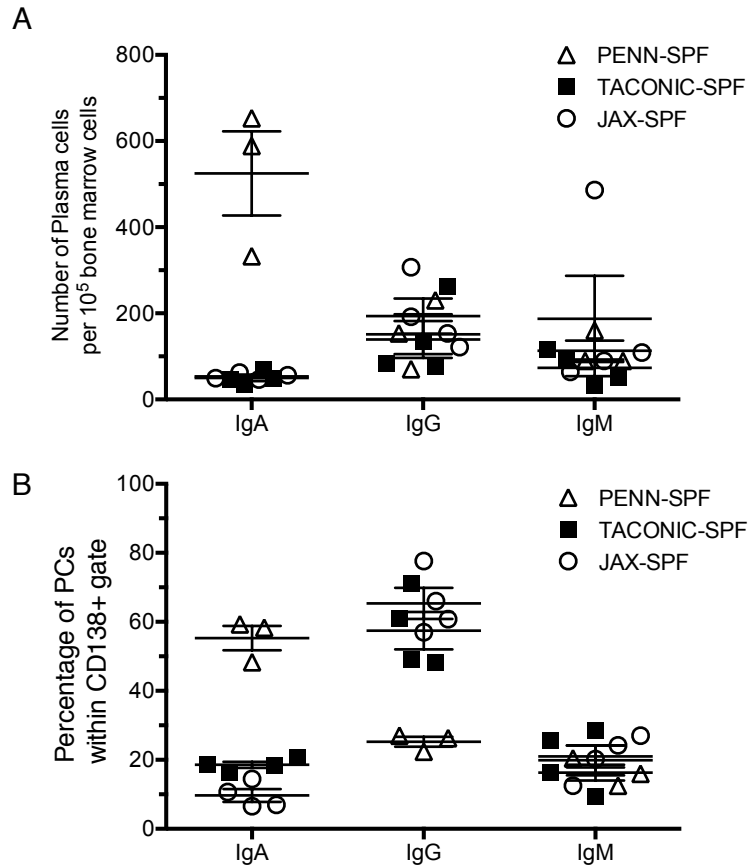 A
Number of Plasma cells
per 10⁵ bone marrow cells
800
600
400
200
0
IgA
IgG
IgM
PENN-SPF
TACONIC-SPF
JAX-SPF
B
Percentage of PCs
within CD138+ gate
100
80
60
40
20
0
IgA
IgG
IgM
PENN-SPF
TACONIC-SPF
JAX-SPF